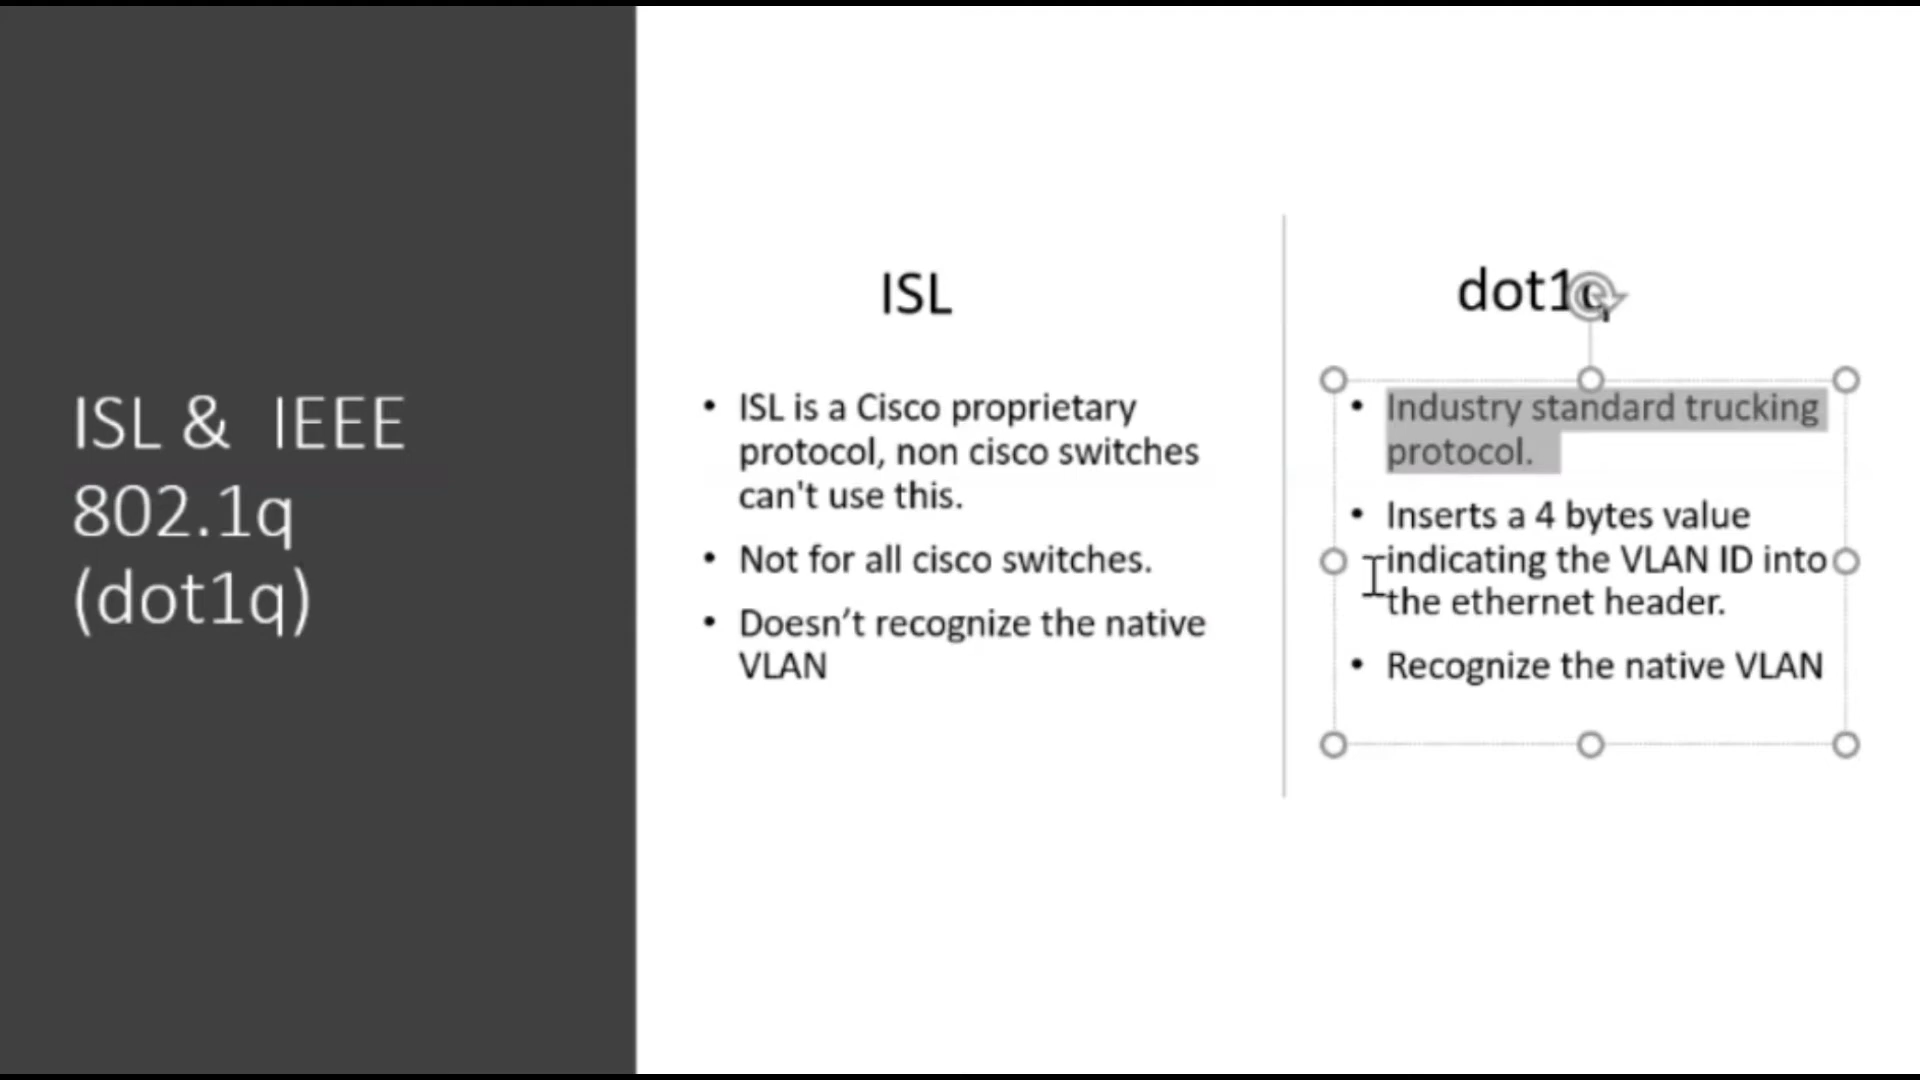 ISL & IEEE
802.1q
(dot1q)
ISL
• ISL is a Cisco proprietary
protocol, non cisco switches
can't use this.
• Not for all cisco switches.
• Doesn’t recognize the native
VLAN
dot1q
• Industry standard trucking
protocol.
• Inserts a 4 bytes value
indicating the VLAN ID into
the ethernet header.
• Recognize the native VLAN